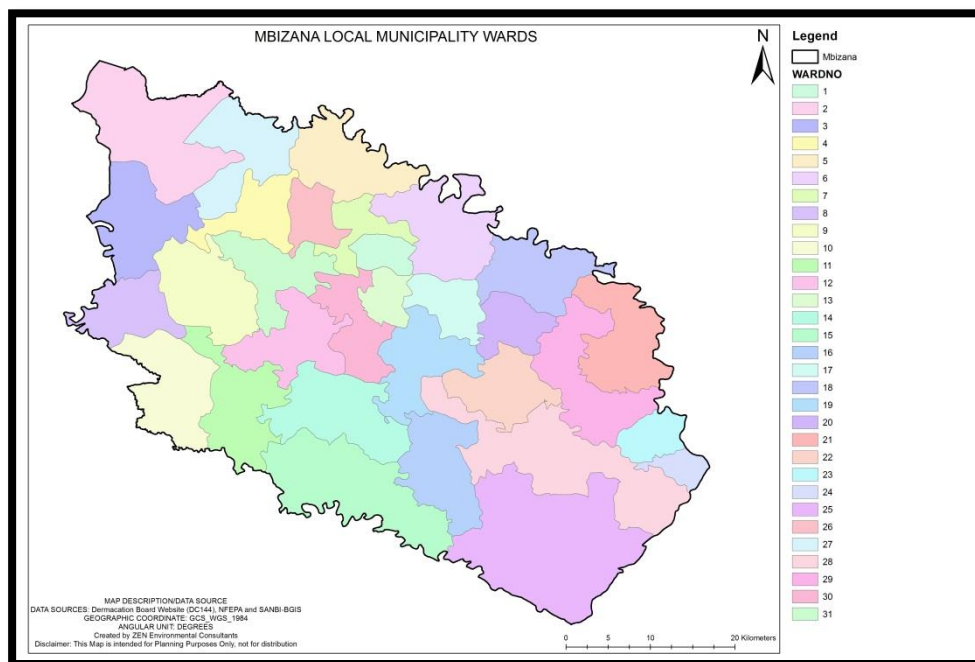 MBIZANA LOCAL MUNICIPALITY WARDS
N
Legend
Mbizana
WARDNO
1
2
3
4
5
6
7
8
9
10
11
12
13
14
15
16
17
18
19
20
21
22
23
24
25
26
27
28
29
30
31
MAP DESCRIPTION/DATA SOURCE
DATA SOURCES: Dermacation Board Website (DC144), NFEPA and SANBI-BGIS
GEOGRAPHIC COORDINATE: GCS_WGS_1984
ANGULAR UNIT: DEGREES
Created by ZEN Environmental Consultants
Disclaimer: This Map is intended for Planning Purposes Only, not for distribution
0 5 10 20 Kilometers